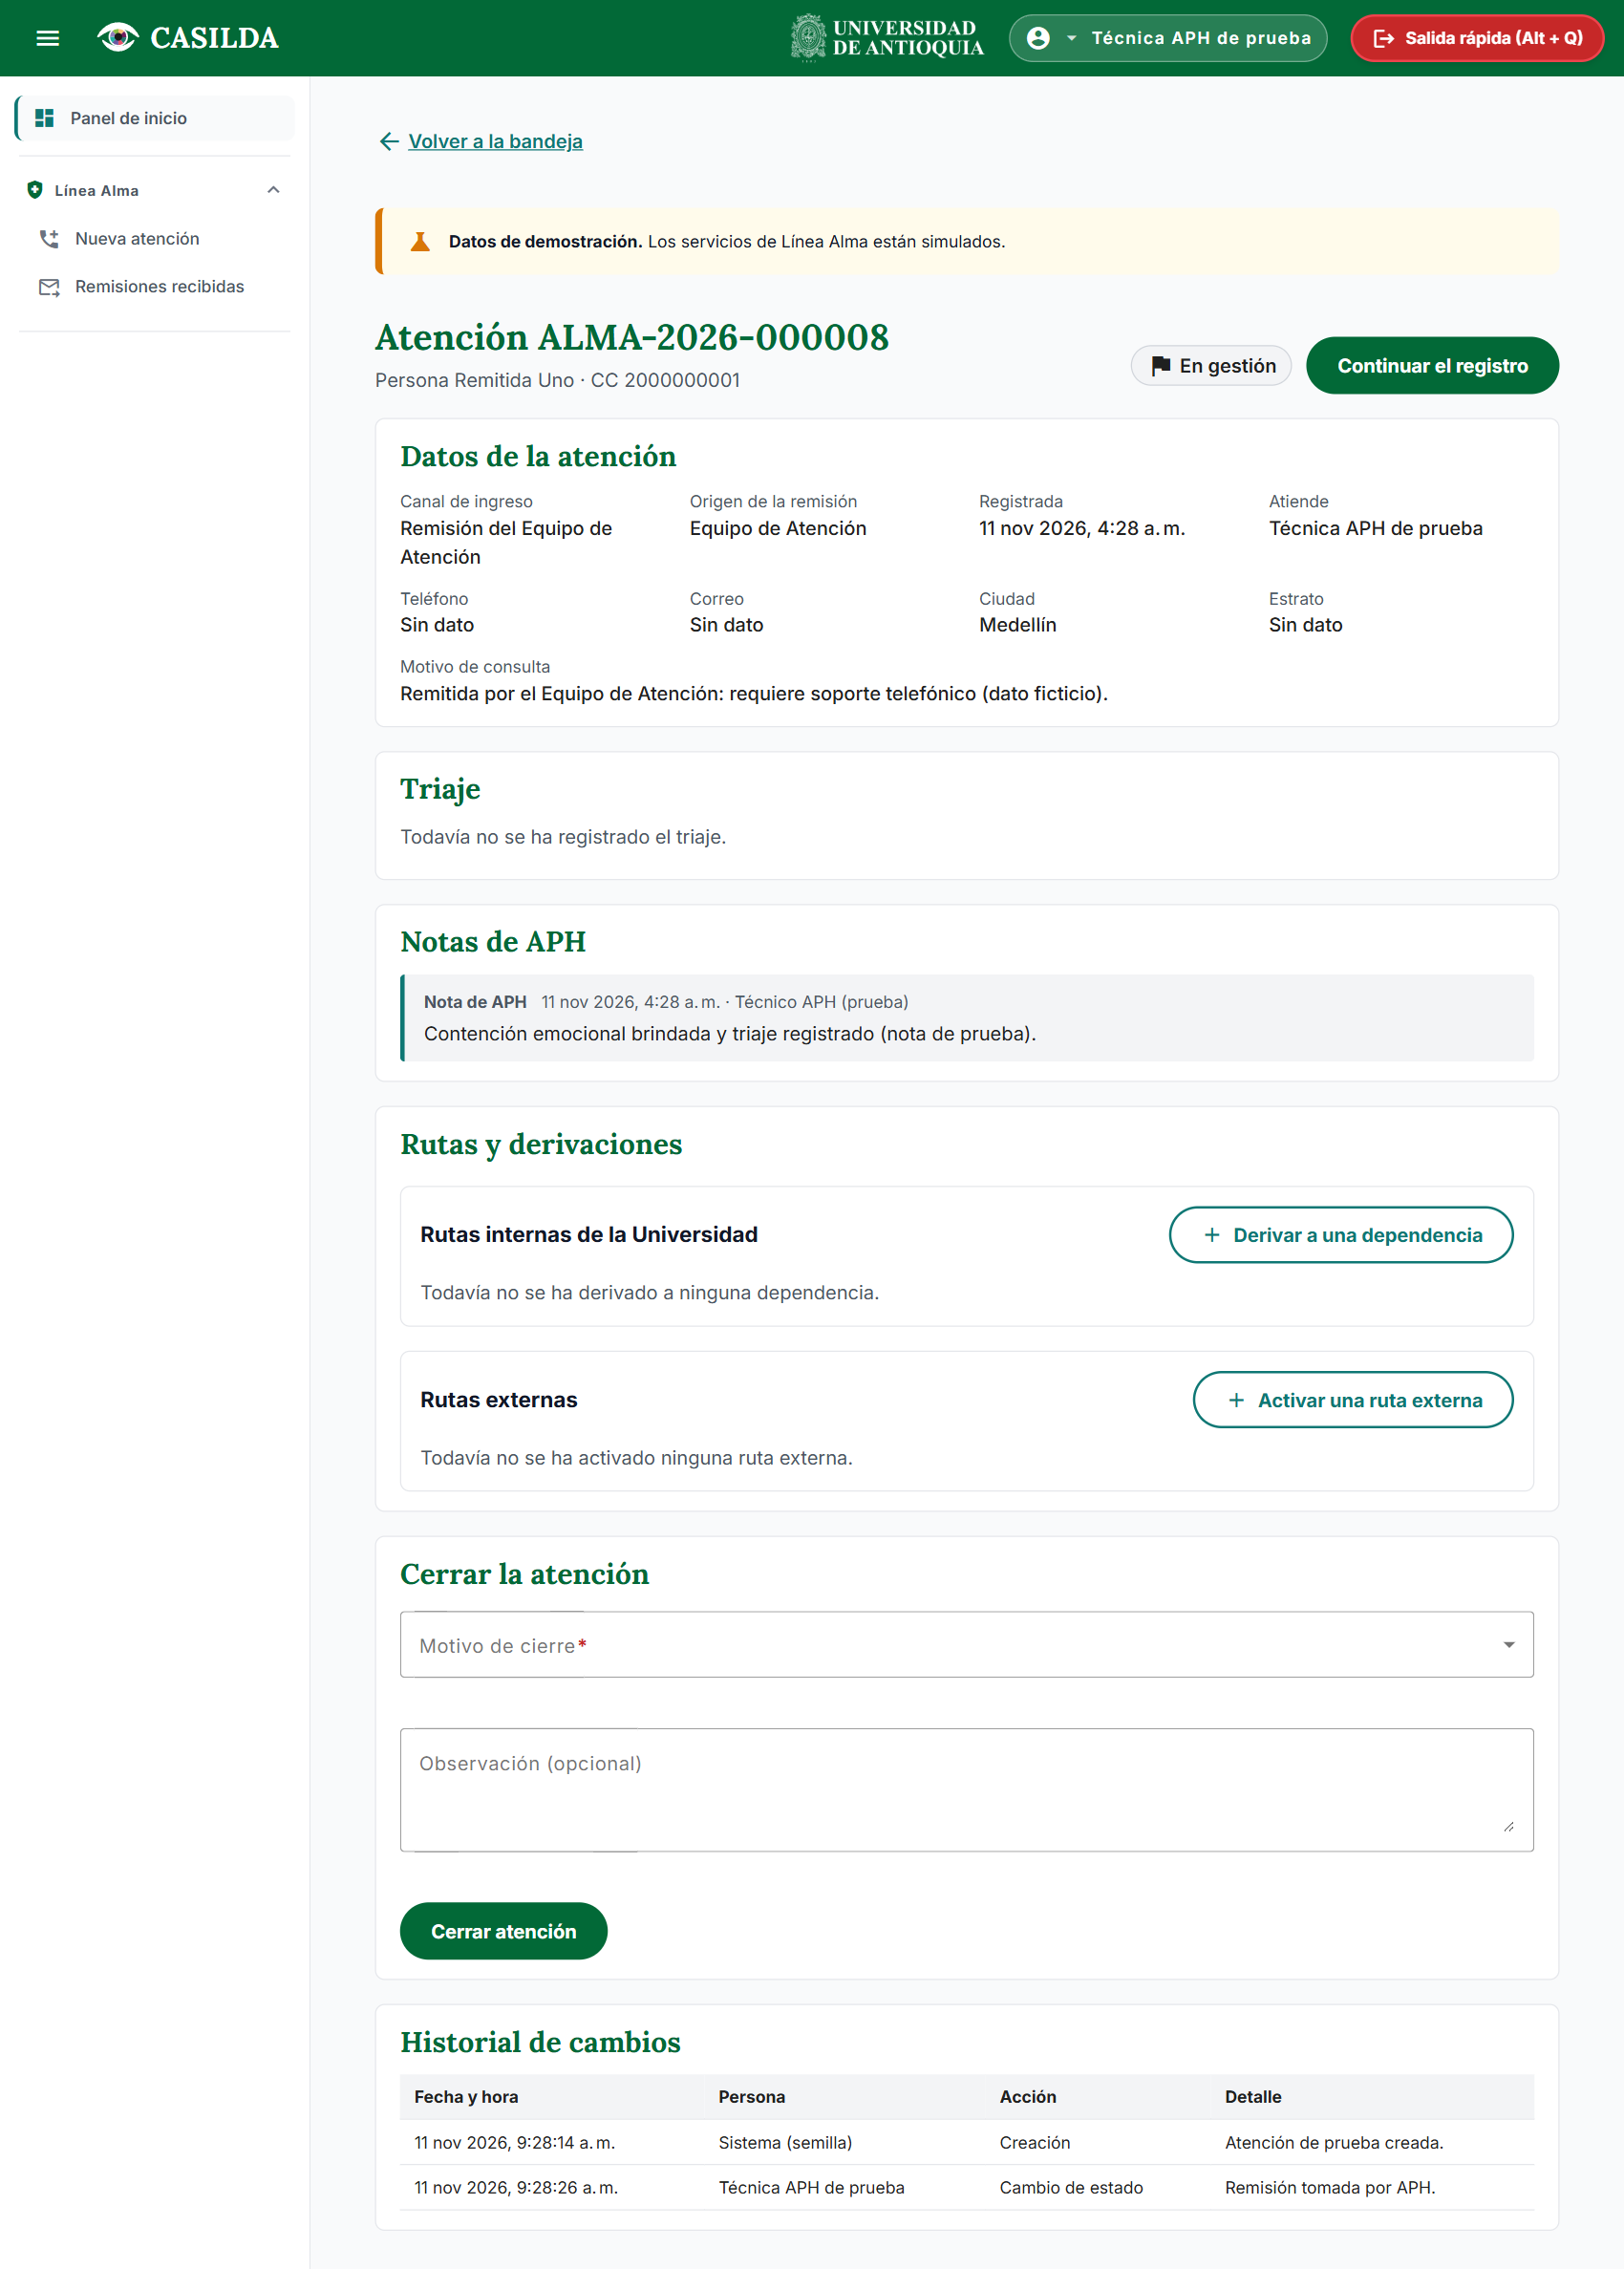 CASILDA
UNIVERSIDAD
DE ANTIOQUIA
Técnica APH de prueba
Salida rápida (Alt + Q)
Panel de inicio
Línea Alma
Nueva atención
Remisiones recibidas
Volver a la bandeja
Datos de demostración. Los servicios de Línea Alma están simulados.
Atención ALMA-2026-000008
Persona Remitida Uno · CC 2000000001
En gestión
Continuar el registro
Datos de la atención
Canal de ingreso
Remisión del Equipo de
Atención
Origen de la remisión
Equipo de Atención
Registrada
11 nov 2026, 4:28 a. m.
Atiende
Técnica APH de prueba
Teléfono
Sin dato
Correo
Sin dato
Ciudad
Medellín
Estrato
Sin dato
Motivo de consulta
Remitida por el Equipo de Atención: requiere soporte telefónico (dato ficticio).
Triaje
Todavía no se ha registrado el triaje.
Notas de APH
Nota de APH 11 nov 2026, 4:28 a. m. · Técnico APH (prueba)
Contención emocional brindada y triaje registrado (nota de prueba).
Rutas y derivaciones
Rutas internas de la Universidad
Derivar a una dependencia
Todavía no se ha derivado a ninguna dependencia.
Rutas externas
Activar una ruta externa
Todavía no se ha activado ninguna ruta externa.
Cerrar la atención
Motivo de cierre*
Observación (opcional)
Cerrar atención
Historial de cambios
Fecha y hora Persona Acción Detalle
11 nov 2026, 9:28:14 a. m. Sistema (semilla) Creación Atención de prueba creada.
11 nov 2026, 9:28:26 a. m. Técnica APH de prueba Cambio de estado Remisión tomada por APH.